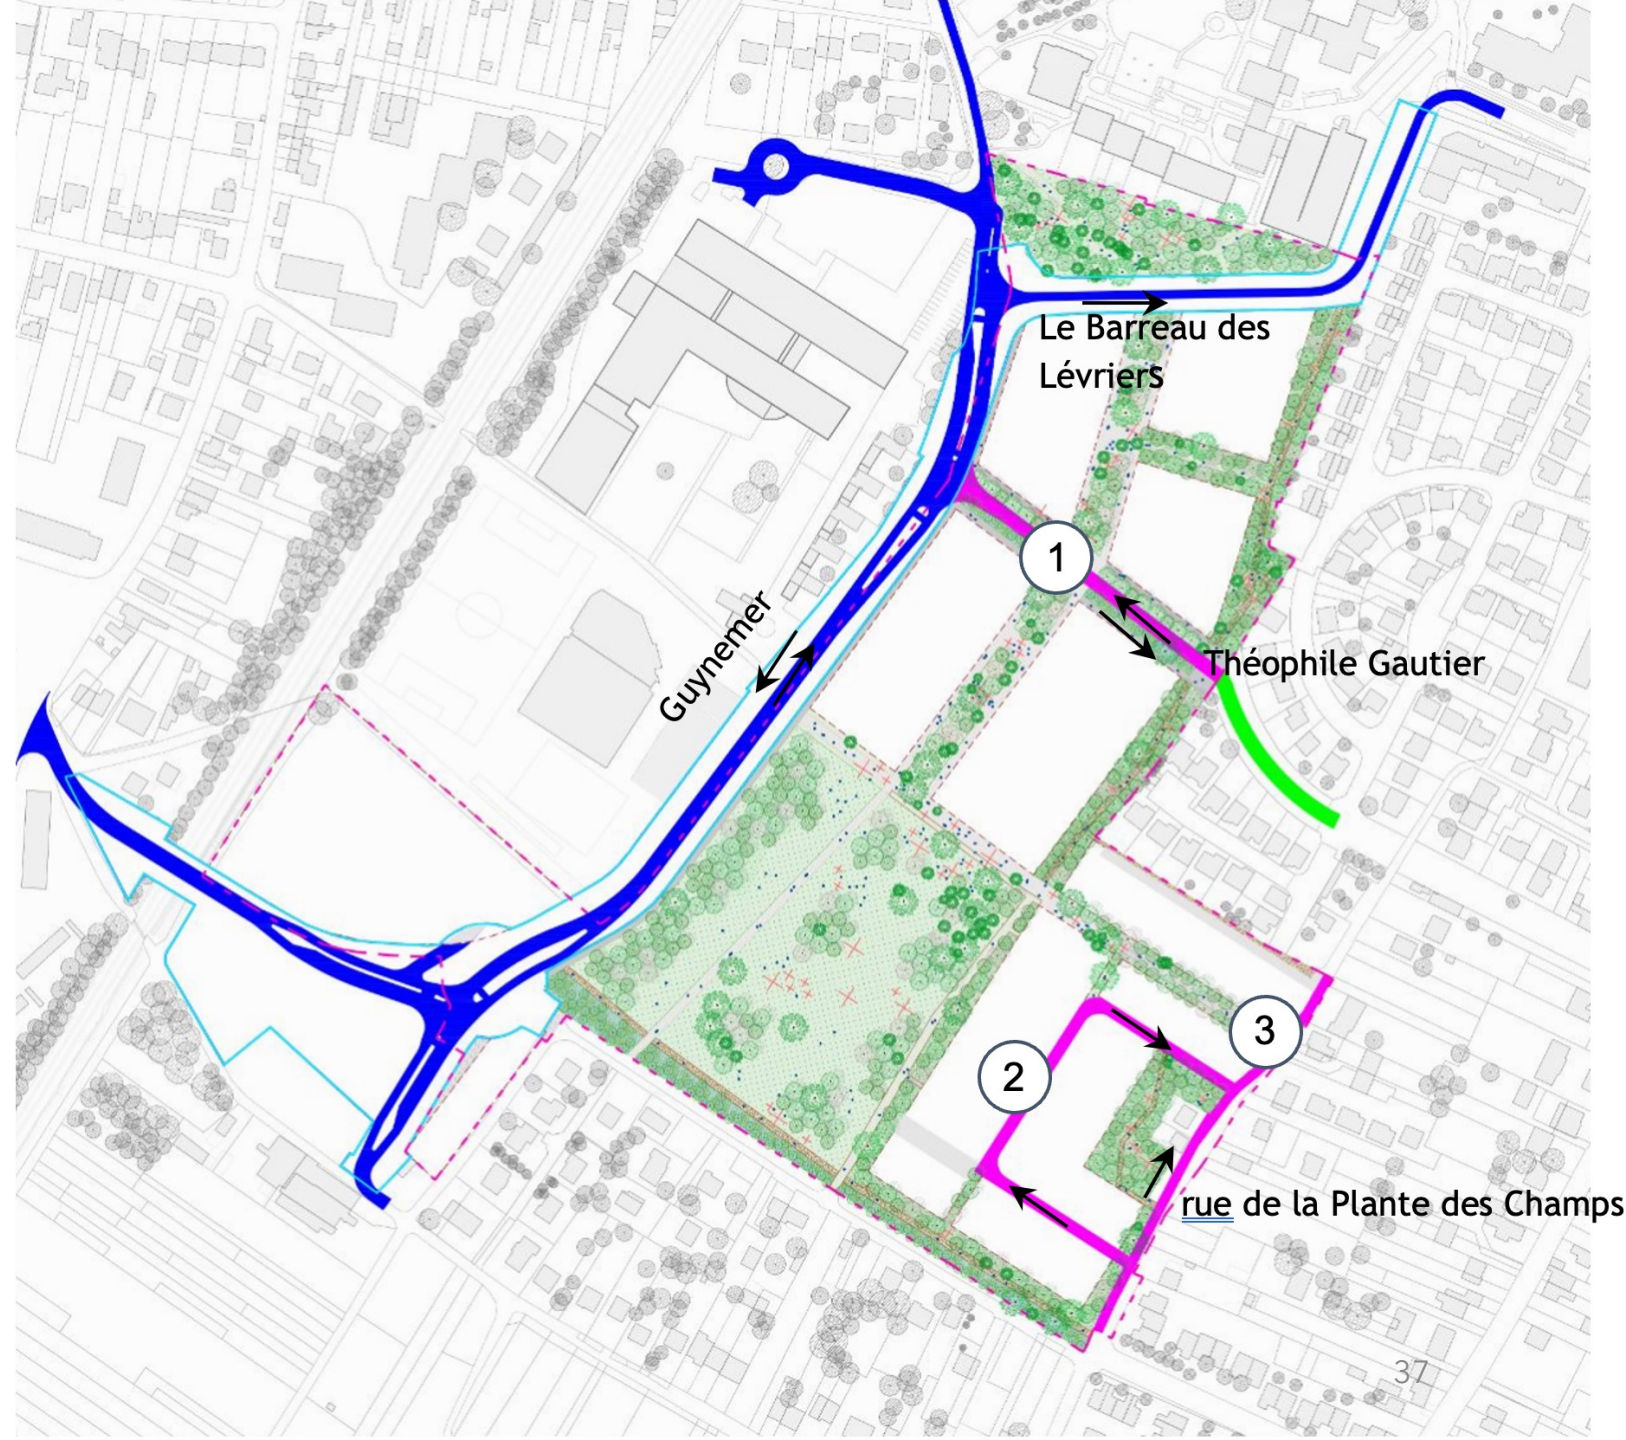 Le Barreau des
Lévriers
1
Guynemer
Théophile Gautier
3
2
rue de la Plante des Champs
37